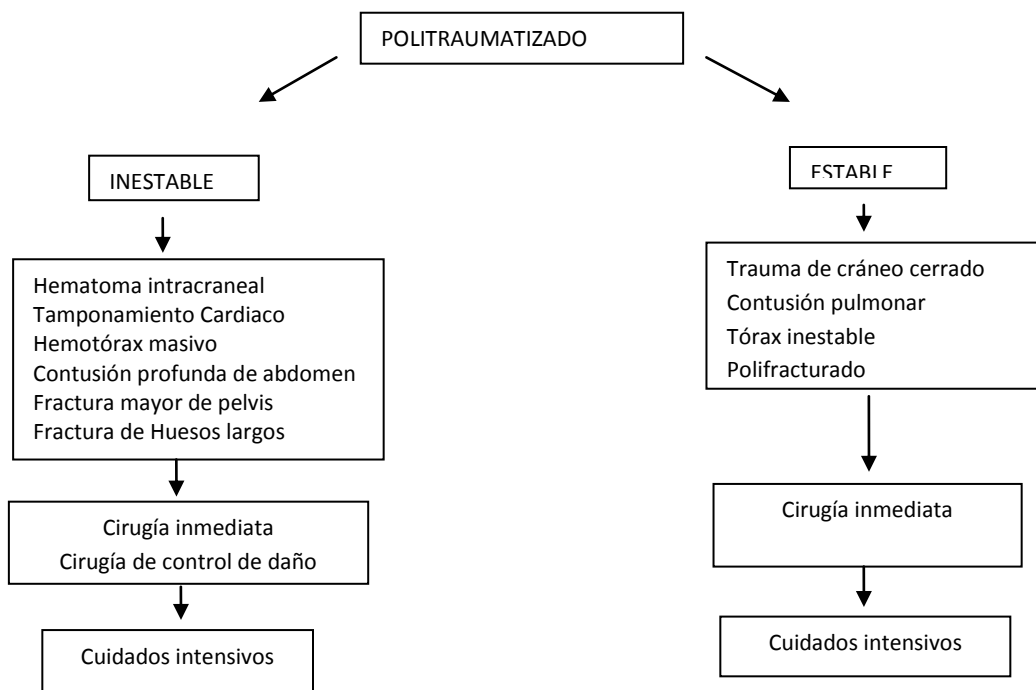 POLITRAUMATIZADO
INESTABLE
Hematoma intracraneal
Tamponamiento Cardiaco
Hemotórax masivo
Contusión profunda de abdomen
Fractura mayor de pelvis
Fractura de Huesos largos
Cirugía inmediata
Cirugía de control de daño
Cuidados intensivos
ESTABLE
Trauma de cráneo cerrado
Contusión pulmonar
Tórax inestable
Polifracturado
Cirugía inmediata
Cuidados intensivos